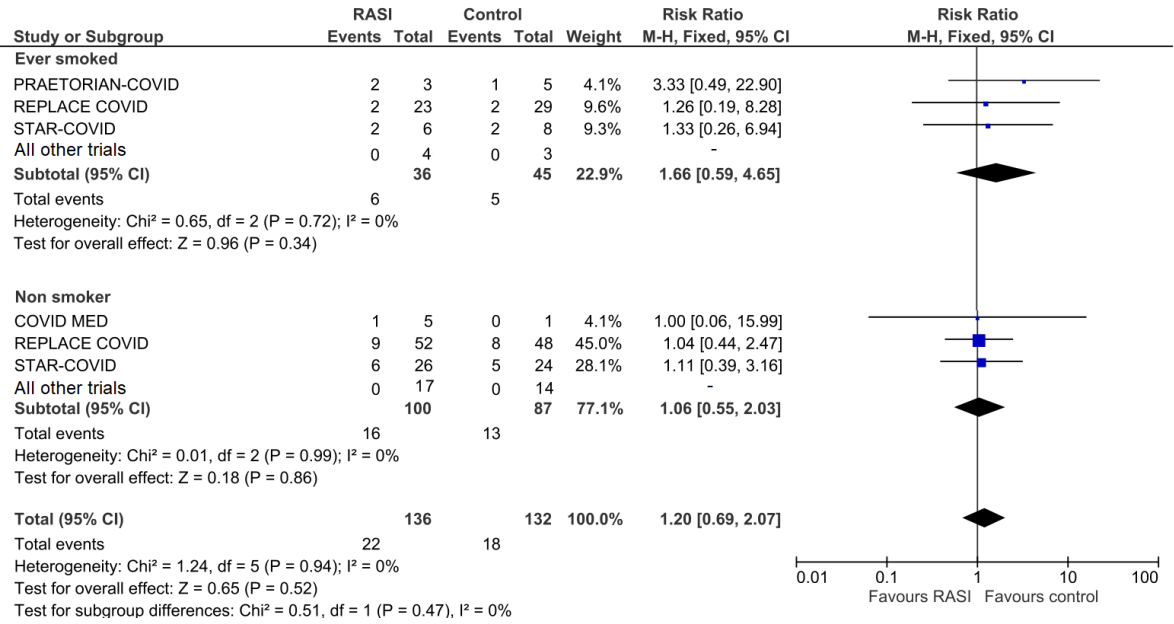 RASI Control Risk Ratio Risk Ratio
Study or Subgroup Events Total Events Total Weight M-H, Fixed, 95% CI M-H, Fixed, 95% CI
Ever smoked
PRAETORIAN-COVID 2 3 1 5 4.1% 3.33 [0.49, 22.90]
REPLACE COVID 2 23 2 29 9.6% 1.26 [0.19, 8.28]
STAR-COVID 2 6 2 8 9.3% 1.33 [0.26, 6.94]
All other trials 0 4 0 3 -
Subtotal (95% CI) 36 45 22.9% 1.66 [0.59, 4.65]
Total events 6 5
Heterogeneity: Chi² = 0.65, df = 2 (P = 0.72); I² = 0%
Test for overall effect: Z = 0.96 (P = 0.34)
Non smoker
COVID MED 1 5 0 1 4.1% 1.00 [0.06, 15.99]
REPLACE COVID 9 52 8 48 45.0% 1.04 [0.44, 2.47]
STAR-COVID 6 26 5 24 28.1% 1.11 [0.39, 3.16]
All other trials 0 17 0 14 -
Subtotal (95% CI) 100 87 77.1% 1.06 [0.55, 2.03]
Total events 16 13
Heterogeneity: Chi² = 0.01, df = 2 (P = 0.99); I² = 0%
Test for overall effect: Z = 0.18 (P = 0.86)
Total (95% CI) 136 132 100.0% 1.20 [0.69, 2.07]
Total events 22 18
Heterogeneity: Chi² = 1.24, df = 5 (P = 0.94); I² = 0%
Test for overall effect: Z = 0.65 (P = 0.52)
Test for subgroup differences: Chi² = 0.51, df = 1 (P = 0.47), I² = 0%
0.01 0.1 1 10 100
Favours RASI Favours control